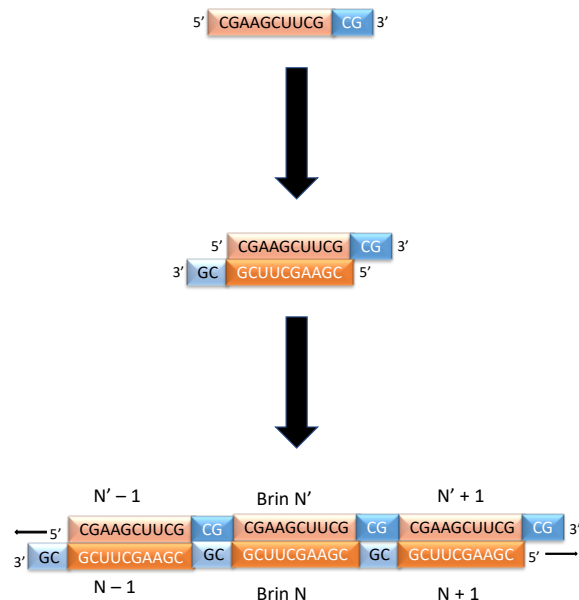 5’ CGAAGCUUCG CG 3’
5’ CGAAGCUUCG CG 3’
3’ GC GCUUCGAAGC 5’
N’ – 1 Brin N’ N’ + 1
5’ CGAAGCUUCG CG CGAAGCUUCG CG CGAAGCUUCG CG 3’
3’ GC GCUUCGAAGC GC GCUUCGAAGC GC GCUUCGAAGC 5’
N – 1 Brin N N + 1